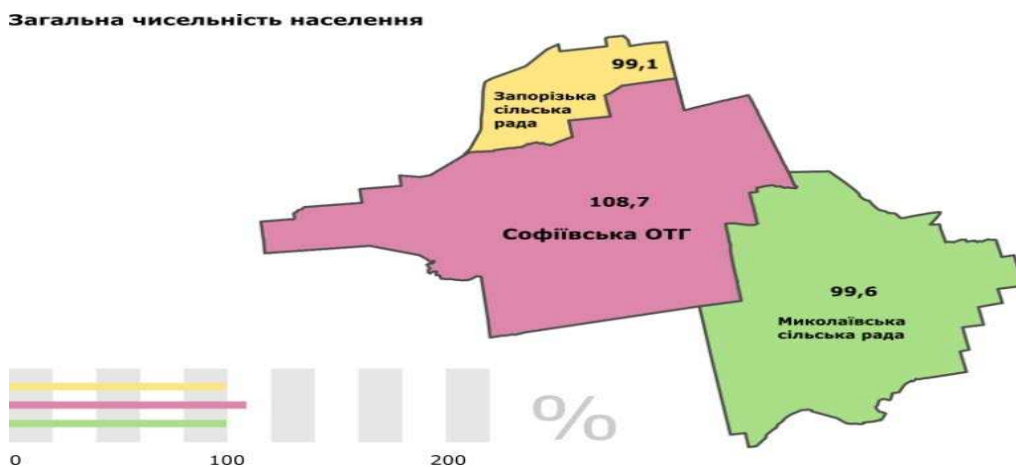 Загальна чисельність населення
99,1
Запорізька
сільська
рада
108,7
Софіївська ОТГ
99,6
Миколаївська
сільська рада
%
0 100 200